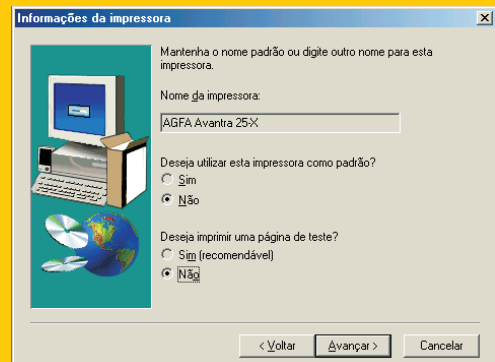 Informações da impressora
Mantenha o nome padrão ou digite outro nome para esta
impressora.
Nome da impressora:
AGFA Avantra 25-X
Deseja utilizar esta impressora como padrão?
Sim
Não
Deseja imprimir uma página de teste?
Sim (recomendável)
Não
< Voltar
Avançar >
Cancelar